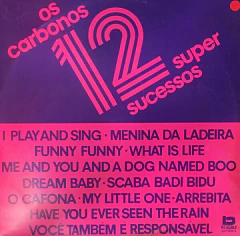 os
carbonos
12
super
sucessos
I PLAY AND SING · MENINA DA LADEIRA
FUNNY FUNNY · WHAT IS LIFE
ME AND YOU AND A DOG NAMED BOO
DREAM BABY · SCABA BADI BIDU
O CAFONA · MY LITTLE ONE · ARREBITA
HAVE YOU EVER SEEN THE RAIN
VOCÊ TAMBEM E RESPONSAVEL